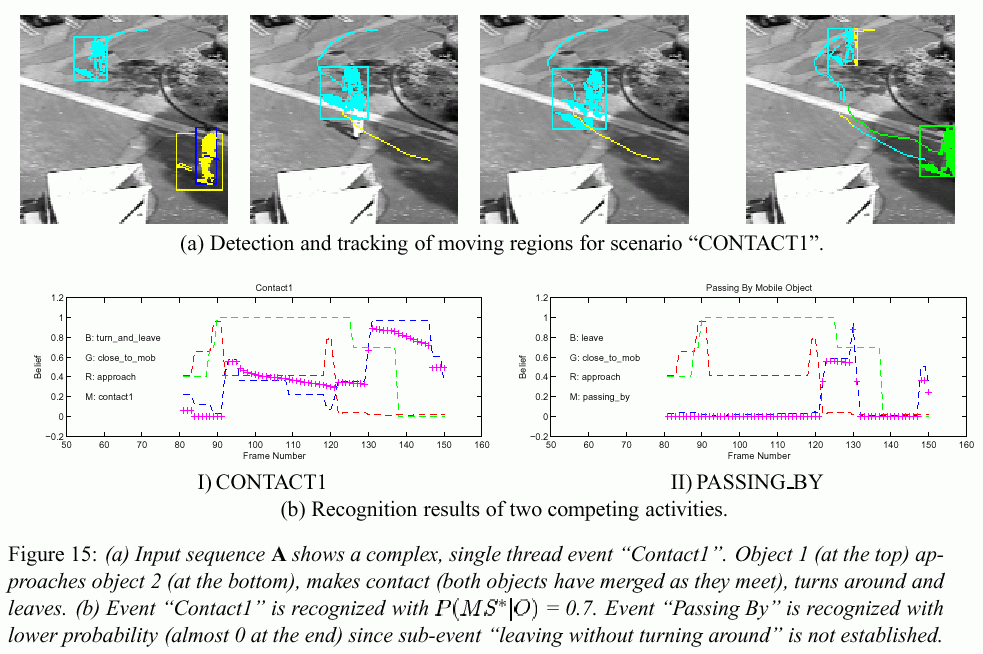 (a) Detection and tracking of moving regions for scenario “CONTACT1”.
Contact1
1.2
1
0.8
0.6
0.4
0.2
0
−0.2
Belief
B: turn_and_leave
G: close_to_mob
R: approach
M: contact1
50 60 70 80 90 100 110 120 130 140 150 160
Frame Number
Passing By Mobile Object
1.2
1
0.8
0.6
0.4
0.2
0
−0.2
Belief
B: leave
G: close_to_mob
R: approach
M: passing_by
50 60 70 80 90 100 110 120 130 140 150 160
Frame Number
I) CONTACT1
II) PASSING_BY
(b) Recognition results of two competing activities.
Figure 15: (a) Input sequence A shows a complex, single thread event “Contact1”. Object 1 (at the top) ap-
proaches object 2 (at the bottom), makes contact (both objects have merged as they meet), turns around and
leaves. (b) Event “Contact1” is recognized with P(MS*|O) = 0.7. Event “Passing By” is recognized with
lower probability (almost 0 at the end) since sub-event “leaving without turning around” is not established.